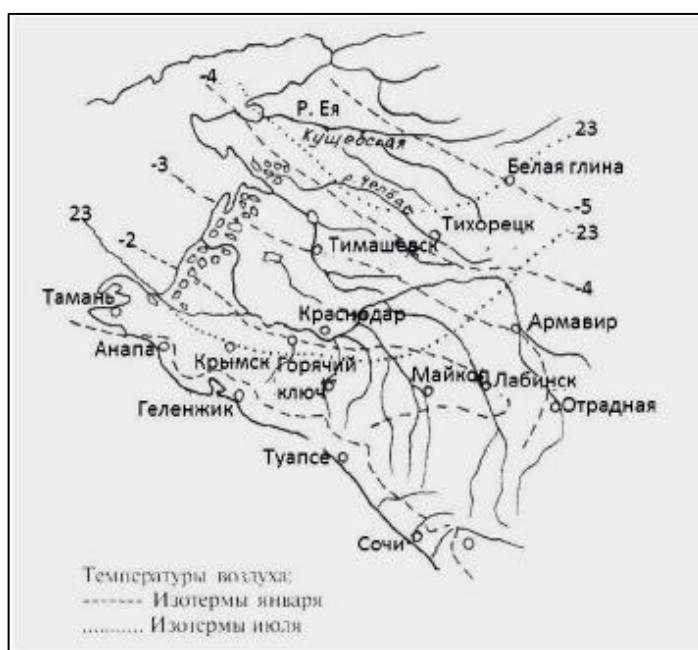 -4
Р. Ея
Кущевская
23
Белая глина
-3
р. Челбас
-5
Тихорецк
23
23
Тимашевск
-2
-4
Тамань
Краснодар
Армавир
Анапа
Крымск
Горячий
ключ
Майкоп
Лабинск
Отрадная
Геленжик
Туапсе
Сочи
Температуры воздуха:
Изотермы января
Изотермы июля